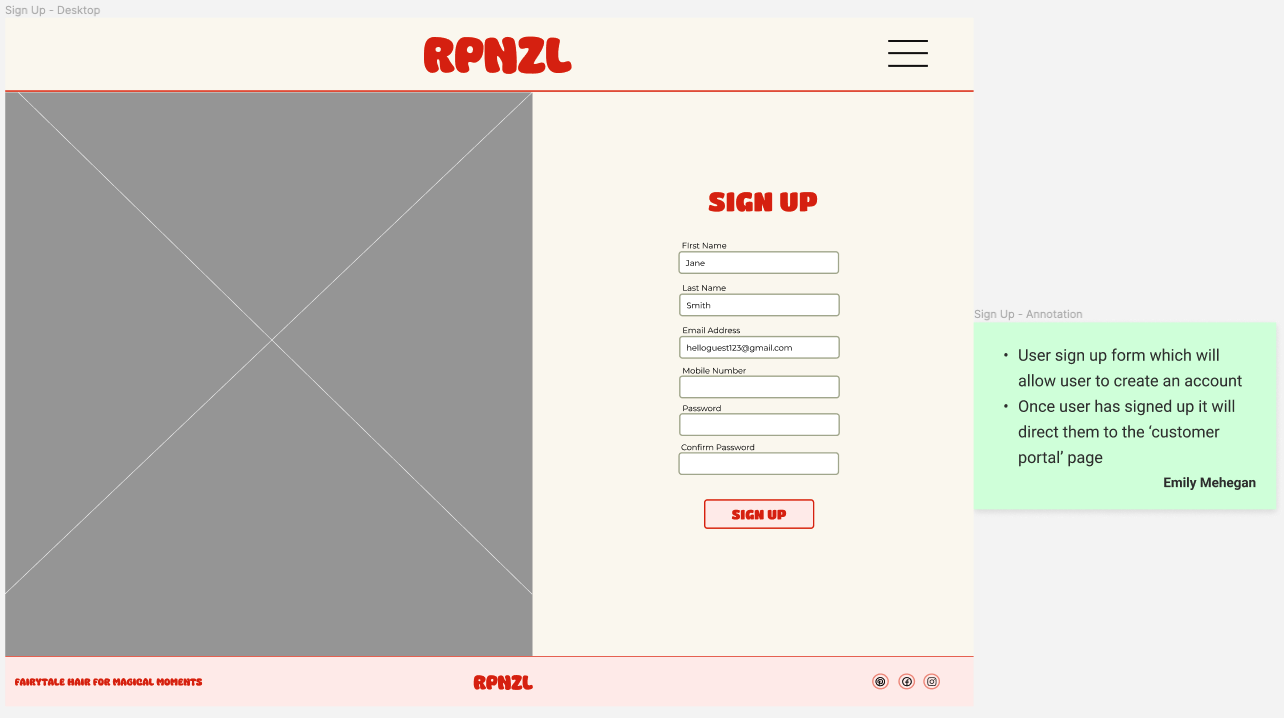 Sign Up - Desktop
RPNZL
SIGN UP
First Name
Jane
Last Name
Smith
Email Address
helloguest123@gmail.com
Mobile Number
Password
Confirm Password
SIGN UP
Sign Up - Annotation
• User sign up form which will
allow user to create an account
• Once user has signed up it will
direct them to the ‘customer
portal’ page
Emily Mehegan
FAIRYTALE HAIR FOR MAGICAL MOMENTS
RPNZL